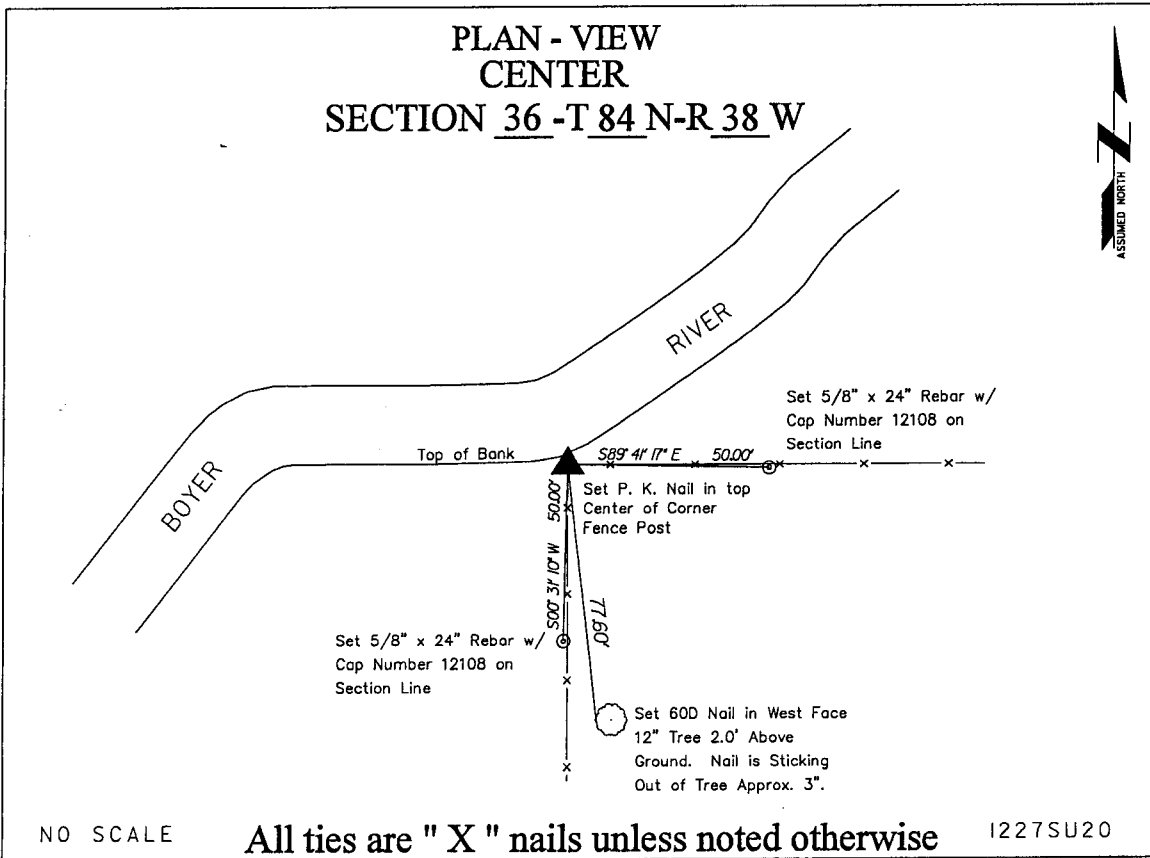 PLAN - VIEW
CENTER
SECTION 36 -T 84 N-R 38 W
ASSUMED NORTH
RIVER
BOYER
Set 5/8" x 24" Rebar w/
Cap Number 12108 on
Section Line
Top of Bank
S89° 41' 17" E 50.00'
Set P. K. Nail in top
Center of Corner
Fence Post
S00° 31' 10" W 50.00'
77.60'
Set 5/8" x 24" Rebar w/
Cap Number 12108 on
Section Line
Set 60D Nail in West Face
12" Tree 2.0' Above
Ground. Nail is Sticking
Out of Tree Approx. 3".
NO SCALE
All ties are " X " nails unless noted otherwise
1227SU20